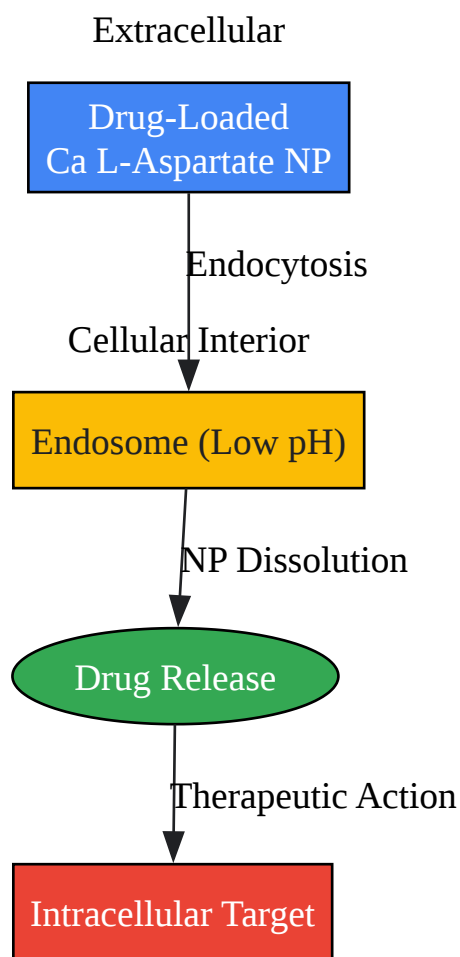 Extracellular
Drug-Loaded
Ca L-Aspartate NP
Endocytosis
Cellular Interior
Endosome (Low pH)
NP Dissolution
Drug Release
Therapeutic Action
Intracellular Target